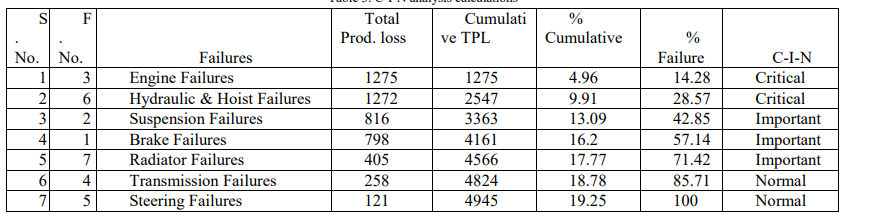 Table 3: C-I-N analysis calculations
S. No. F. No. Failures Total Prod. loss Cumulative TPL % Cumulative % Failure C-I-N
1 3 Engine Failures 1275 1275 4.96 14.28 Critical
2 6 Hydraulic & Hoist Failures 1272 2547 9.91 28.57 Critical
3 2 Suspension Failures 816 3363 13.09 42.85 Important
4 1 Brake Failures 798 4161 16.2 57.14 Important
5 7 Radiator Failures 405 4566 17.77 71.42 Important
6 4 Transmission Failures 258 4824 18.78 85.71 Normal
7 5 Steering Failures 121 4945 19.25 100 Normal